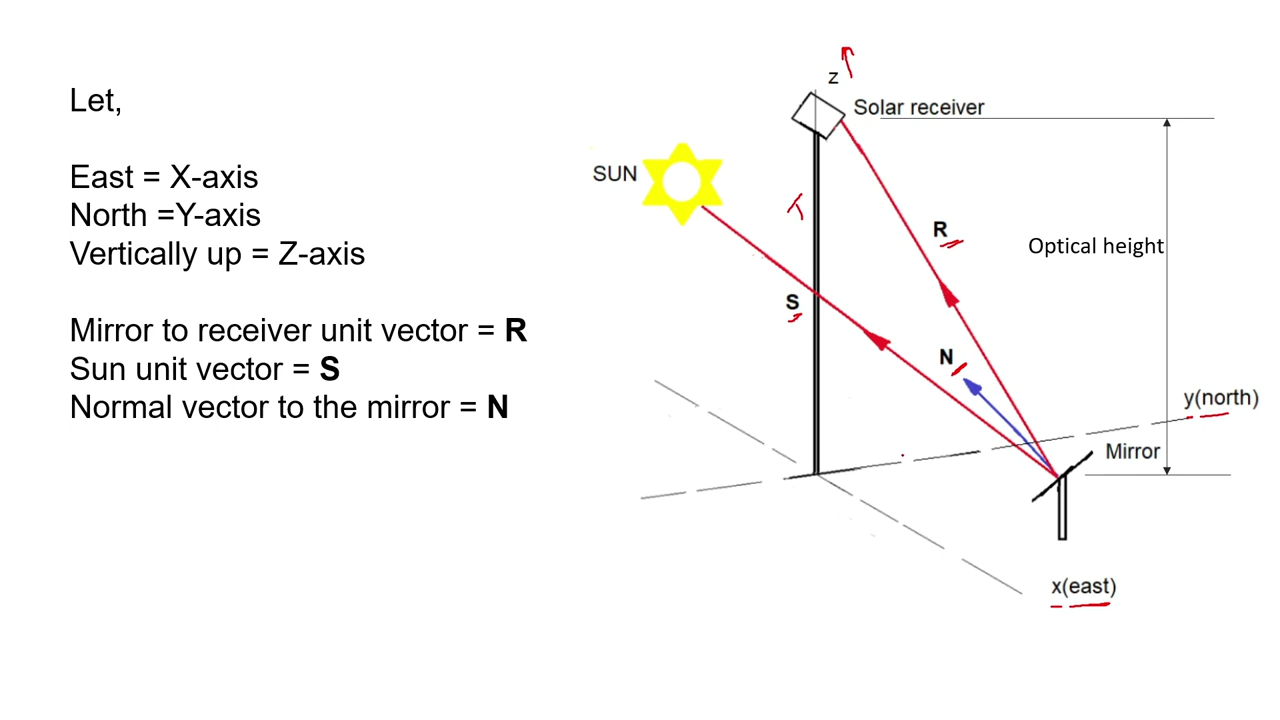 Let,
East = X-axis
North =Y-axis
Vertically up = Z-axis
Mirror to receiver unit vector = R
Sun unit vector = S
Normal vector to the mirror = N
z
Solar receiver
SUN
R
Optical height
S
N
y(north)
Mirror
x(east)